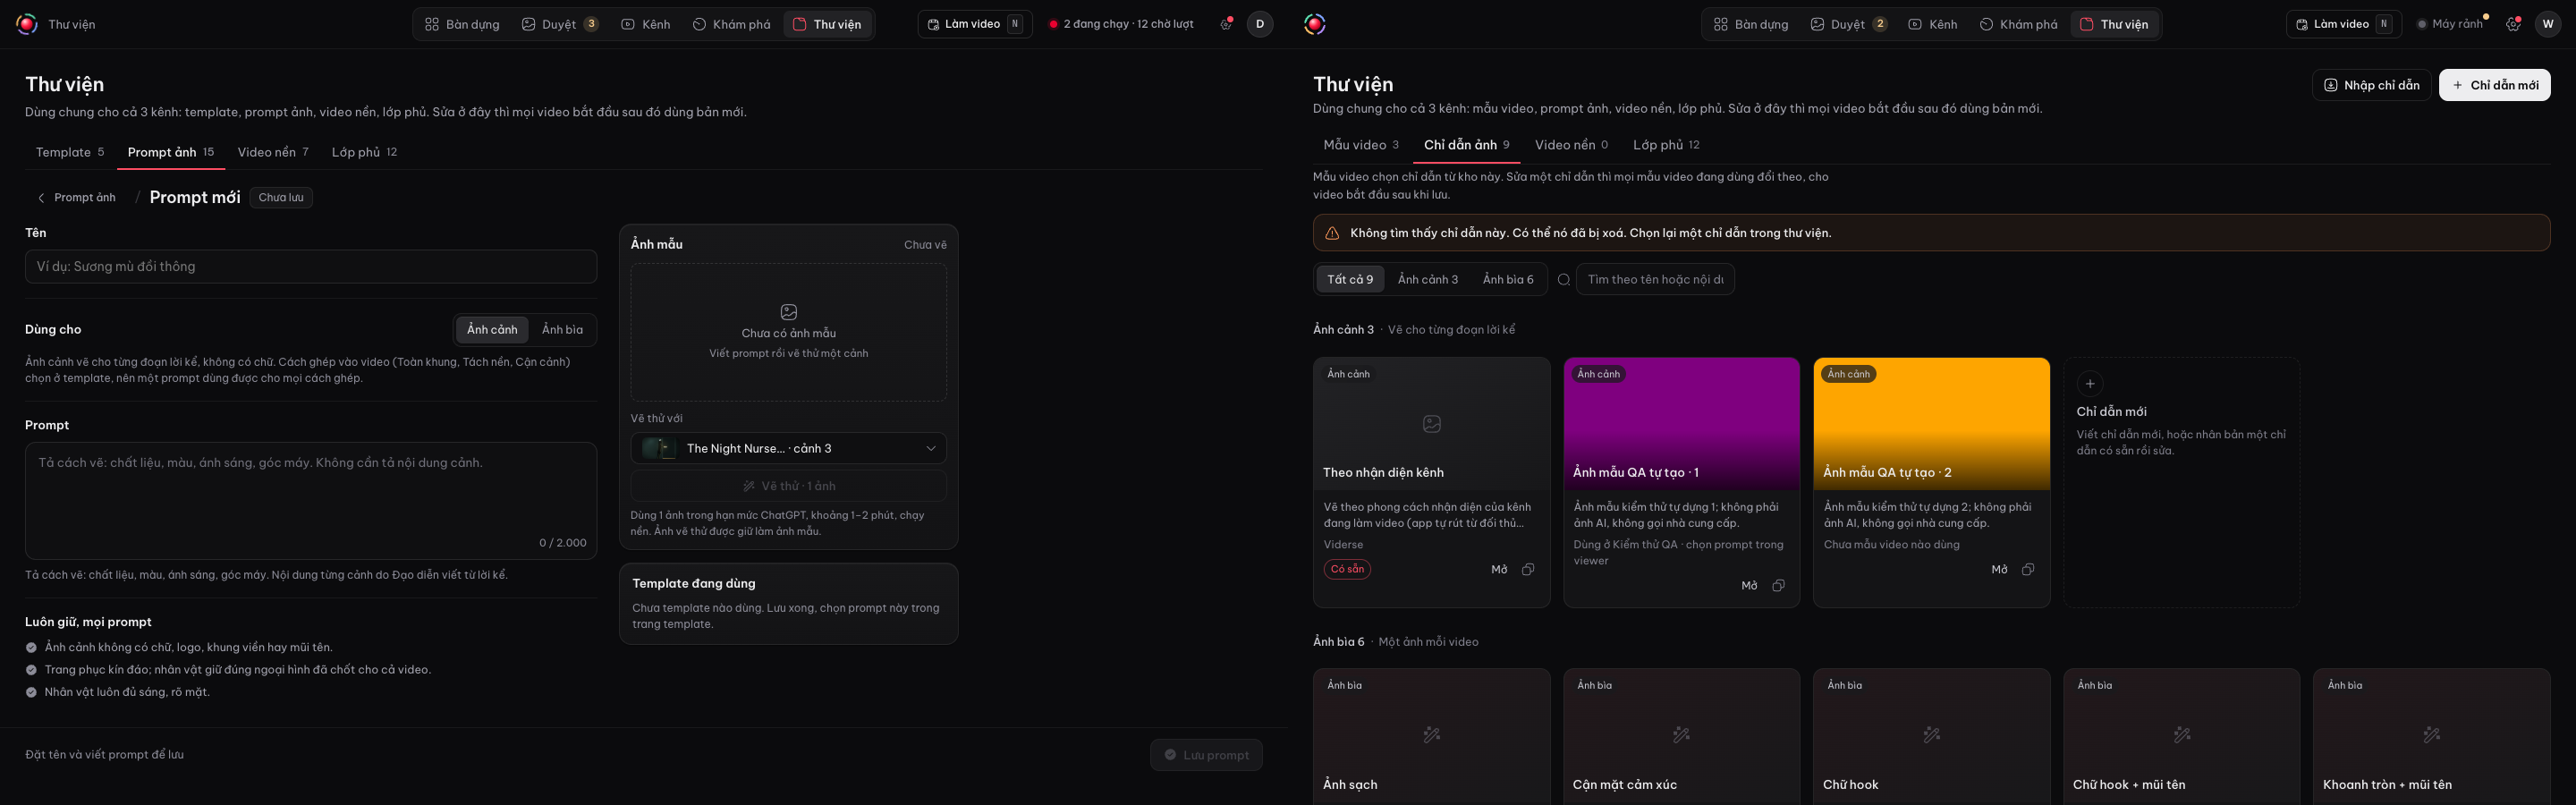 Thư viện
Bàn dựng
Duyệt 3
Kênh
Khám phá
Thư viện
Làm video N
2 đang chạy · 12 chờ lượt
D
Thư viện
Dùng chung cho cả 3 kênh: template, prompt ảnh, video nền, lớp phủ. Sửa ở đây thì mọi video bắt đầu sau đó dùng bản mới.
Template 5
Prompt ảnh 15
Video nền 7
Lớp phủ 12
Prompt ảnh / Prompt mới Chưa lưu
Tên
Ví dụ: Sương mù đồi thông
Dùng cho
Ảnh cảnh
Ảnh bìa
Ảnh cảnh vẽ cho từng đoạn lời kể, không có chữ. Cách ghép vào video (Toàn khung, Tách nền, Cận cảnh)
chọn ở template, nên một prompt dùng được cho mọi cách ghép.
Prompt
Tả cách vẽ: chất liệu, màu, ánh sáng, góc máy. Không cần tả nội dung cảnh.
0 / 2.000
Tả cách vẽ: chất liệu, màu, ánh sáng, góc máy. Nội dung từng cảnh do Đạo diễn viết từ lời kể.
Luôn giữ, mọi prompt
Ảnh cảnh không có chữ, logo, khung viền hay mũi tên.
Trang phục kín đáo; nhân vật giữ đúng ngoại hình đã chốt cho cả video.
Nhân vật luôn đủ sáng, rõ mặt.
Ảnh mẫu
Chưa vẽ
Chưa có ảnh mẫu
Viết prompt rồi vẽ thử một cảnh
Vẽ thử với
The Night Nurse... · cảnh 3
Vẽ thử · 1 ảnh
Dùng 1 ảnh trong hạn mức ChatGPT, khoảng 1–2 phút, chạy
nền. Ảnh vẽ thử được giữ làm ảnh mẫu.
Template đang dùng
Chưa template nào dùng. Lưu xong, chọn prompt này trong
trang template.
Đặt tên và viết prompt để lưu
Lưu prompt
Bàn dựng
Duyệt 2
Kênh
Khám phá
Thư viện
Làm video N
Máy rảnh
W
Thư viện
Dùng chung cho cả 3 kênh: mẫu video, prompt ảnh, video nền, lớp phủ. Sửa ở đây thì mọi video bắt đầu sau đó dùng bản mới.
Nhập chỉ dẫn
+ Chỉ dẫn mới
Mẫu video 3
Chỉ dẫn ảnh 9
Video nền 0
Lớp phủ 12
Mẫu video chọn chỉ dẫn từ kho này. Sửa một chỉ dẫn thì mọi mẫu video đang dùng đổi theo, cho
video bắt đầu sau khi lưu.
Không tìm thấy chỉ dẫn này. Có thể nó đã bị xoá. Chọn lại một chỉ dẫn trong thư viện.
Tất cả 9
Ảnh cảnh 3
Ảnh bìa 6
Tìm theo tên hoặc nội dụ
Ảnh cảnh 3 · Vẽ cho từng đoạn lời kể
Ảnh cảnh
Theo nhận diện kênh
Vẽ theo phong cách nhận diện của kênh
đang làm video (app tự rút từ đối thủ...
Viderse
Có sẵn
Mở
Ảnh cảnh
Ảnh mẫu QA tự tạo · 1
Ảnh mẫu kiểm thử tự dựng 1; không phải
ảnh AI, không gọi nhà cung cấp.
Dùng ở Kiểm thử QA · chọn prompt trong
viewer
Mở
Ảnh cảnh
Ảnh mẫu QA tự tạo · 2
Ảnh mẫu kiểm thử tự dựng 2; không phải
ảnh AI, không gọi nhà cung cấp.
Chưa mẫu video nào dùng
Mở
Chỉ dẫn mới
Viết chỉ dẫn mới, hoặc nhân bản một chỉ
dẫn có sẵn rồi sửa.
Ảnh bìa 6 · Một ảnh mỗi video
Ảnh bìa
Ảnh sạch
Ảnh bìa
Cận mặt cảm xúc
Ảnh bìa
Chữ hook
Ảnh bìa
Chữ hook + mũi tên
Ảnh bìa
Khoanh tròn + mũi tên